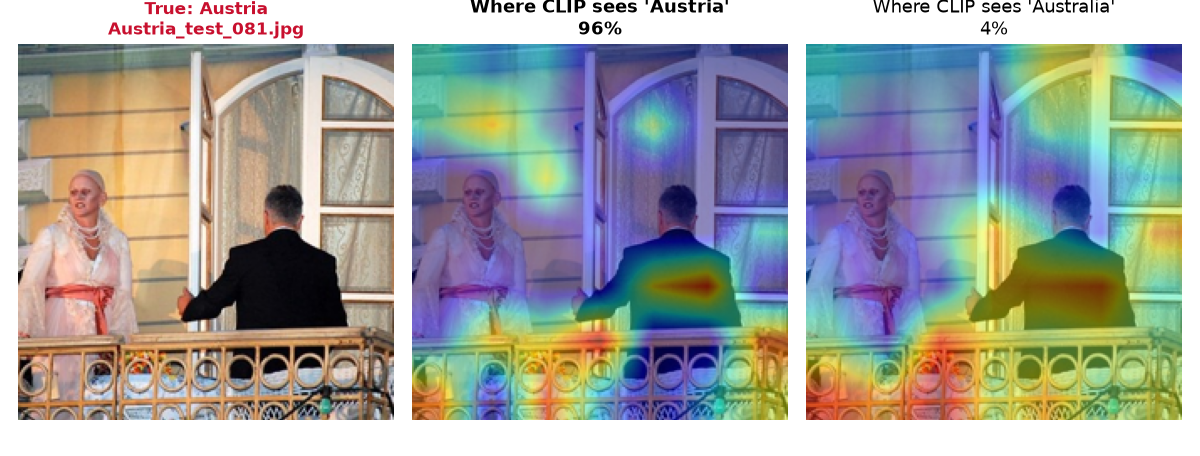 True: Austria
Austria_test_081.jpg
Where CLIP sees 'Austria'
96%
Where CLIP sees 'Australia'
4%